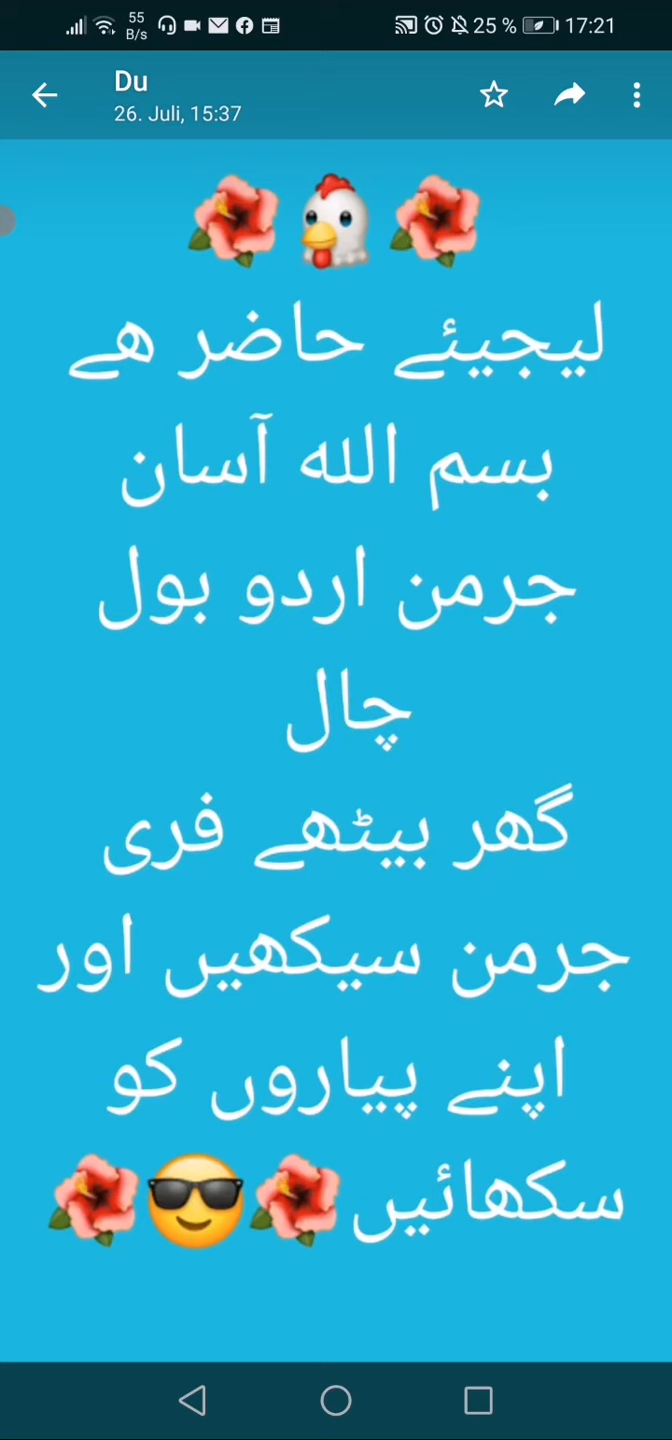 55 B/s 25 % 17:21
Du
26. Juli, 15:37
لیجیئے حاضر ھے
بسم الله آسان
جرمن اردو بول
چال
گھر بیٹھے فری
جرمن سیکھیں اور
اپنے پیاروں کو
سکھائیں